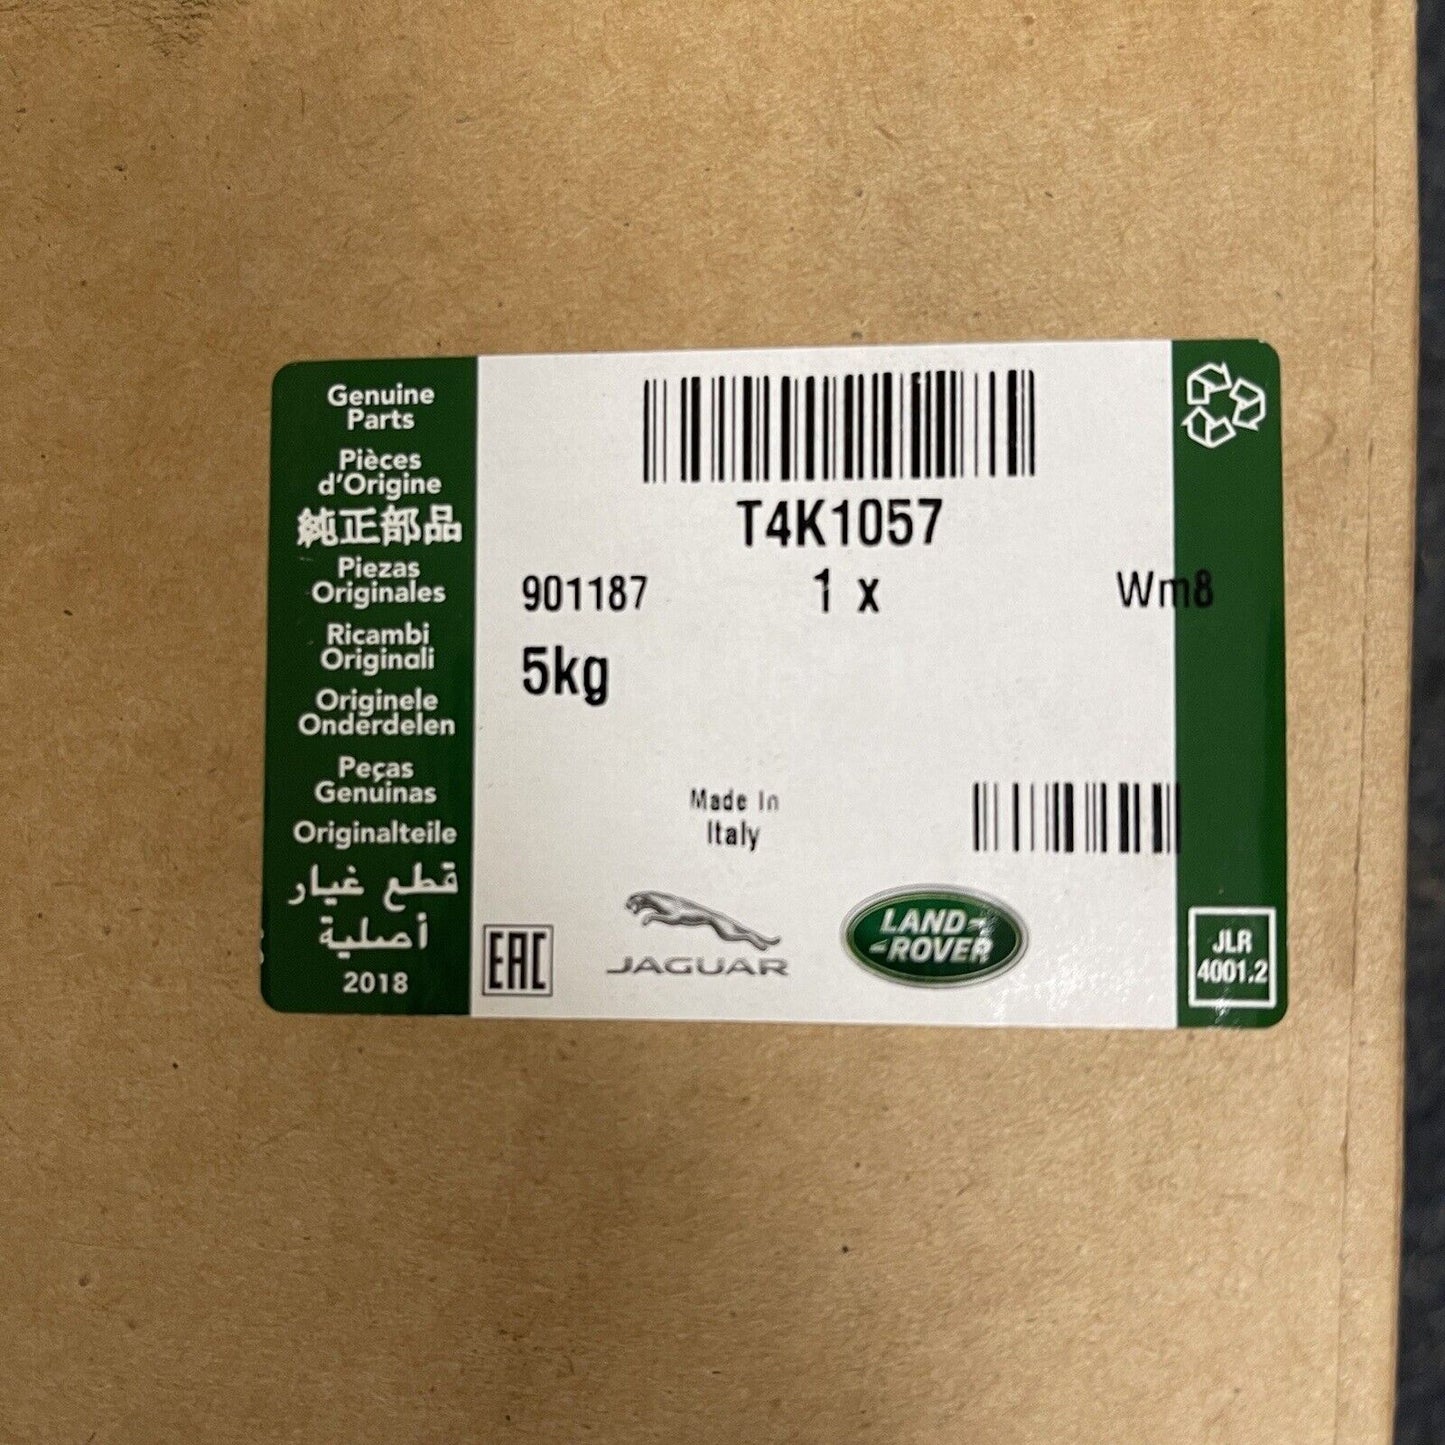 Genuine
Parts
Pièces
d'Origine
純正部品
Piezas
Originales
Ricambi
Originali
Originele
Onderdelen
Peças
Genuínas
Originalteile
قطع غيار
أصلية
2018
T4K1057
901187 1 x Wm8
5kg
Made In
Italy
EAC
JAGUAR
LAND
ROVER
JLR
4001.2